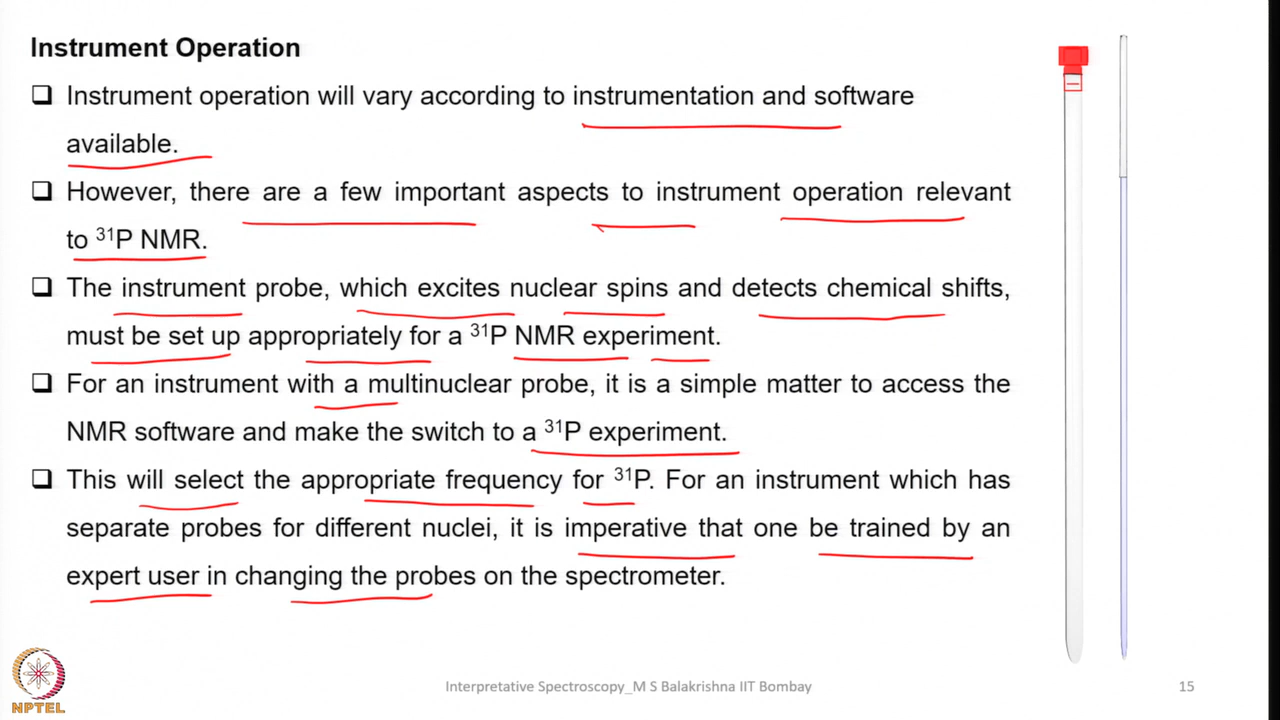 Instrument Operation
❑ Instrument operation will vary according to instrumentation and software
available.
❑ However, there are a few important aspects to instrument operation relevant
to ³¹P NMR.
❑ The instrument probe, which excites nuclear spins and detects chemical shifts,
must be set up appropriately for a ³¹P NMR experiment.
❑ For an instrument with a multinuclear probe, it is a simple matter to access the
NMR software and make the switch to a ³¹P experiment.
❑ This will select the appropriate frequency for ³¹P. For an instrument which has
separate probes for different nuclei, it is imperative that one be trained by an
expert user in changing the probes on the spectrometer.
NPTEL
Interpretative Spectroscopy_M S Balakrishna IIT Bombay
15